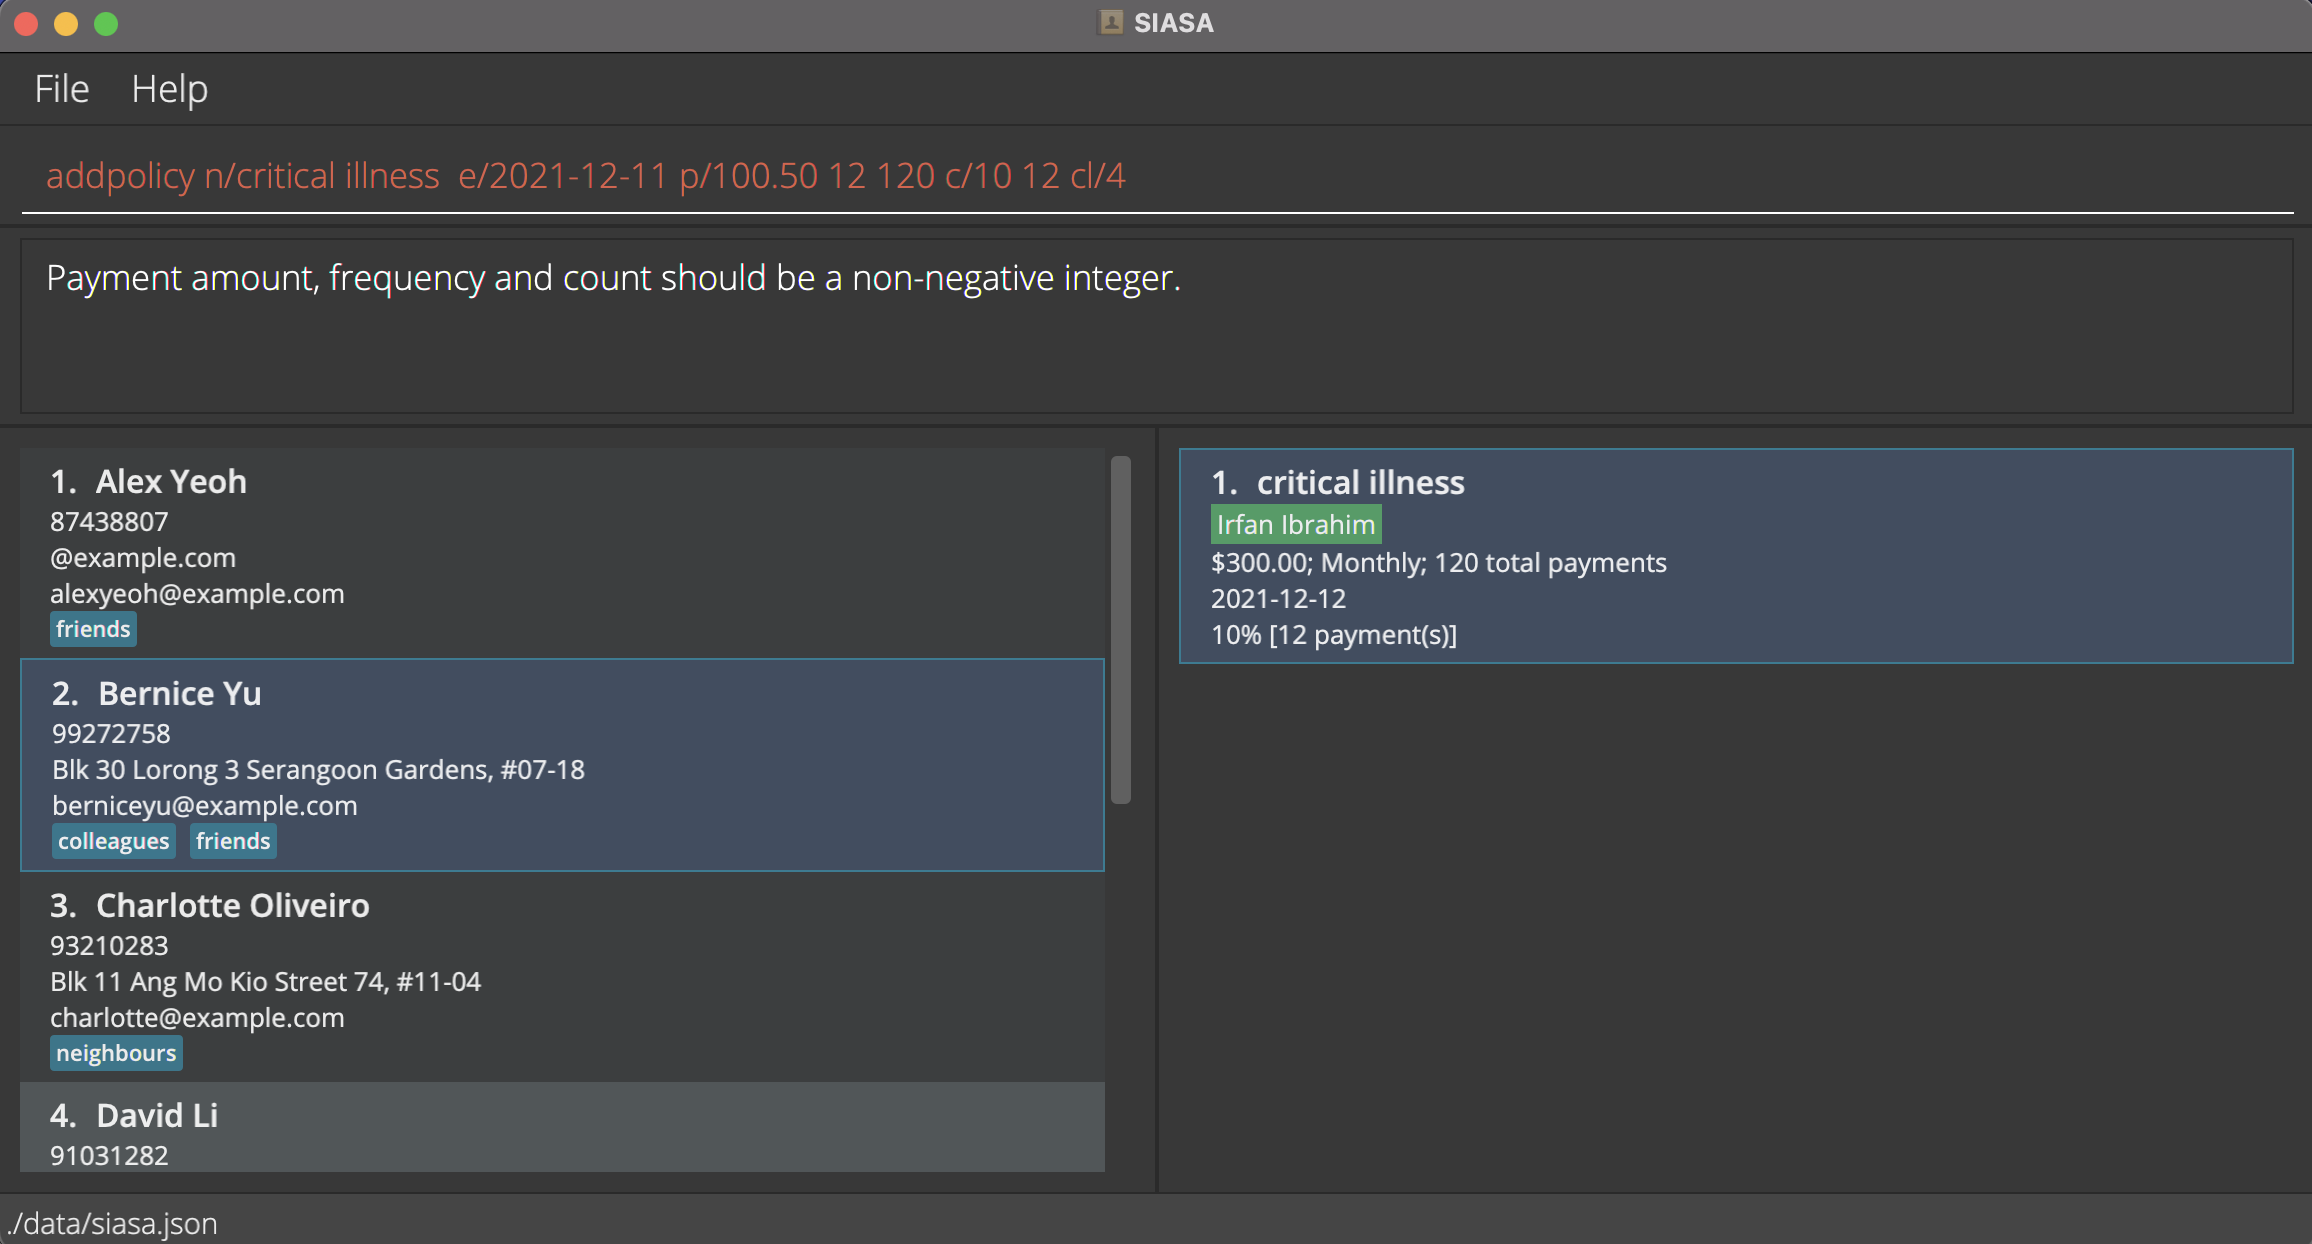 SIASA
File Help
addpolicy n/critical illness  e/2021-12-11 p/100.50 12 120 c/10 12 cl/4
Payment amount, frequency and count should be a non-negative integer.
1. Alex Yeoh
87438807
@example.com
alexyeoh@example.com
friends
2. Bernice Yu
99272758
Blk 30 Lorong 3 Serangoon Gardens, #07-18
berniceyu@example.com
colleagues friends
3. Charlotte Oliveiro
93210283
Blk 11 Ang Mo Kio Street 74, #11-04
charlotte@example.com
neighbours
4. David Li
91031282
1. critical illness
Irfan Ibrahim
$300.00; Monthly; 120 total payments
2021-12-12
10% [12 payment(s)]
./data/siasa.json